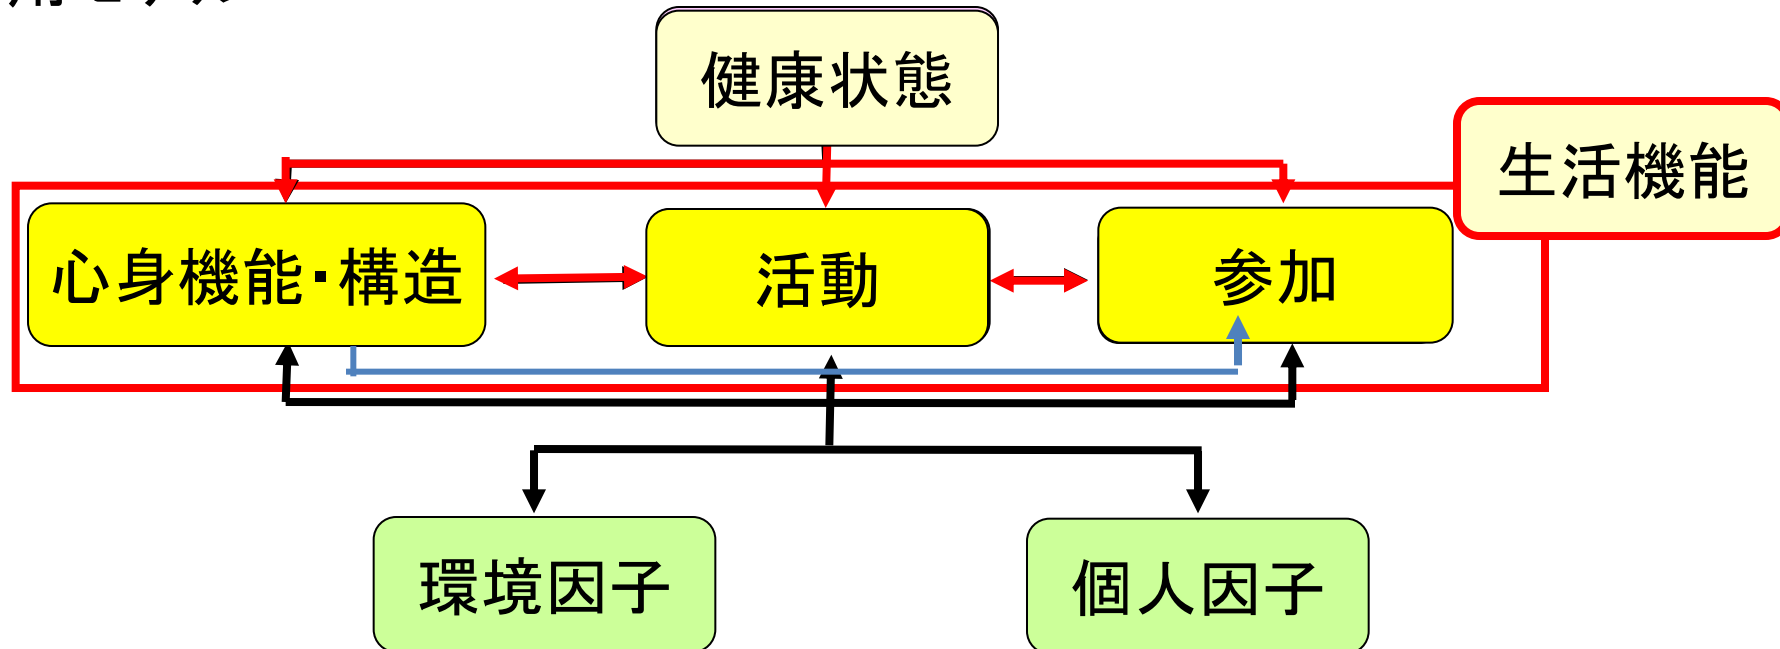 健康状態
生活機能
心身機能・構造
活動
参加
環境因子
個人因子